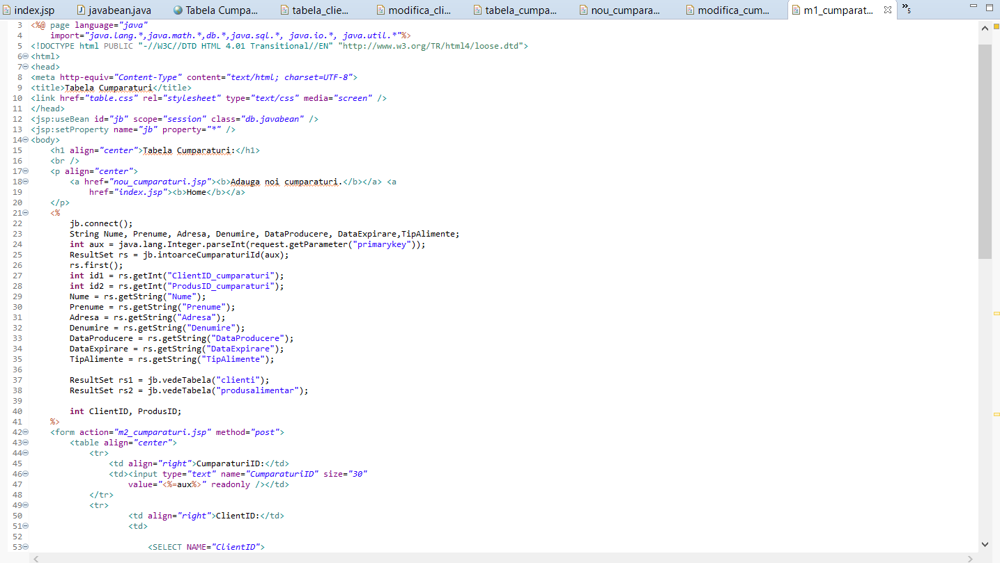 index.jsp javabean.java Tabela Cumpa... tabela_clie... modifica_cli... tabela_cumpa... nou_cumpara... modifica_cum... m1_cumparat... »5
3 <%@ page language="java"
4 import="java.lang.*,java.math.*,db.*,java.sql.*, java.io.*, java.util.*"%>
5 <!DOCTYPE html PUBLIC "-//W3C//DTD HTML 4.01 Transitional//EN" "http://www.w3.org/TR/html4/loose.dtd">
6 <html>
7 <head>
8 <meta http-equiv="Content-Type" content="text/html; charset=UTF-8">
9 <title>Tabela Cumparaturi</title>
10 <link href="table.css" rel="stylesheet" type="text/css" media="screen" />
11 </head>
12 <jsp:useBean id="jb" scope="session" class="db.javabean" />
13 <jsp:setProperty name="jb" property="*" />
14 <body>
15 <h1 align="center">Tabela Cumparaturi:</h1>
16 <br />
17 <p align="center">
18 <a href="nou_cumparaturi.jsp"><b>Adauga noi cumparaturi.</b></a> <a
19 href="index.jsp"><b>Home</b></a>
20 </p>
21 <%
22 jb.connect();
23 String Nume, Prenume, Adresa, Denumire, DataProducere, DataExpirare,TipAlimente;
24 int aux = java.lang.Integer.parseInt(request.getParameter("primarykey"));
25 ResultSet rs = jb.intoarceCumparaturiId(aux);
26 rs.first();
27 int id1 = rs.getInt("ClientID_cumparaturi");
28 int id2 = rs.getInt("ProdusID_cumparaturi");
29 Nume = rs.getString("Nume");
30 Prenume = rs.getString("Prenume");
31 Adresa = rs.getString("Adresa");
32 Denumire = rs.getString("Denumire");
33 DataProducere = rs.getString("DataProducere");
34 DataExpirare = rs.getString("DataExpirare");
35 TipAlimente = rs.getString("TipAlimente");
36
37 ResultSet rs1 = jb.vedeTabela("clienti");
38 ResultSet rs2 = jb.vedeTabela("produsalimentar");
39
40 int ClientID, ProdusID;
41 %>
42 <form action="m2_cumparaturi.jsp" method="post">
43 <table align="center">
44 <tr>
45 <td align="right">CumparaturiID:</td>
46 <td><input type="text" name="CumparaturiID" size="30"
47 value="<%=aux%>" readonly /></td>
48 </tr>
49 <tr>
50 <td align="right">ClientID:</td>
51 <td>
52
53 <SELECT NAME="ClientID">